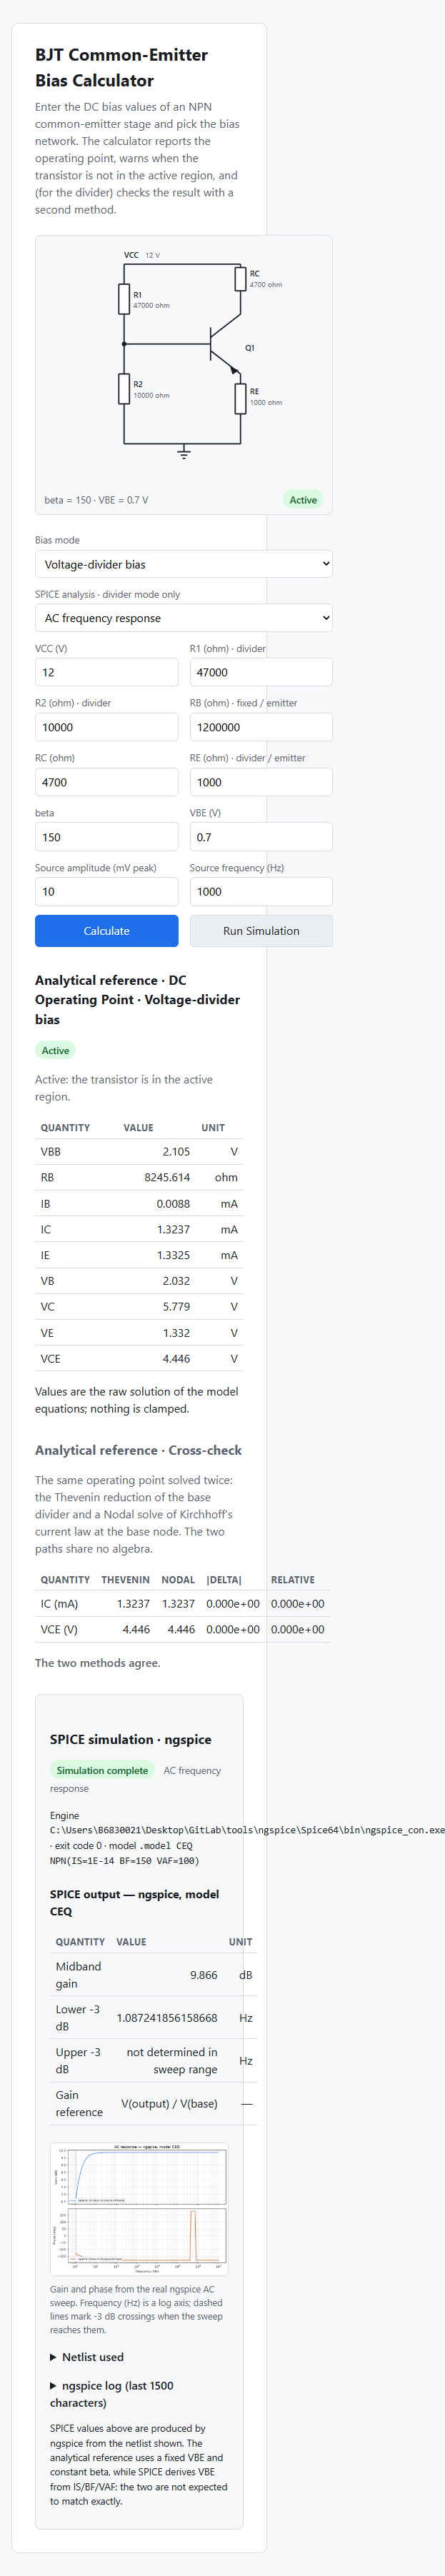 BJT Common-Emitter
Bias Calculator
Enter the DC bias values of an NPN
common-emitter stage and pick the bias
network. The calculator reports the
operating point, warns when the
transistor is not in the active region, and
(for the divider) checks the result with a
second method.
VCC 12 V
RC
4700 ohm
R1
47000 ohm
Q1
R2
10000 ohm
RE
1000 ohm
beta = 150 · VBE = 0.7 V
Active
Bias mode
Voltage-divider bias
SPICE analysis · divider mode only
AC frequency response
VCC (V) R1 (ohm) · divider
12 47000
R2 (ohm) · divider RB (ohm) · fixed / emitter
10000 1200000
RC (ohm) RE (ohm) · divider / emitter
4700 1000
beta VBE (V)
150 0.7
Source amplitude (mV peak) Source frequency (Hz)
10 1000
Calculate Run Simulation
Analytical reference · DC
Operating Point · Voltage-divider
bias
Active
Active: the transistor is in the active
region.
QUANTITY VALUE UNIT
VBB 2.105 V
RB 8245.614 ohm
IB 0.0088 mA
IC 1.3237 mA
IE 1.3325 mA
VB 2.032 V
VC 5.779 V
VE 1.332 V
VCE 4.446 V
Values are the raw solution of the model
equations; nothing is clamped.
Analytical reference · Cross-check
The same operating point solved twice:
the Thevenin reduction of the base
divider and a Nodal solve of Kirchhoff's
current law at the base node. The two
paths share no algebra.
QUANTITY THEVENIN NODAL |DELTA| RELATIVE
IC (mA) 1.3237 1.3237 0.000e+00 0.000e+00
VCE (V) 4.446 4.446 0.000e+00 0.000e+00
The two methods agree.
SPICE simulation · ngspice
Simulation complete AC frequency
response
Engine
C:\Users\B6830021\Desktop\GitLab\tools\ngspice\Spice64\bin\ngspice_con.exe
· exit code 0 · model .model CEQ
NPN(IS=1E-14 BF=150 VAF=100)
SPICE output — ngspice, model
CEQ
QUANTITY VALUE UNIT
Midband
gain 9.866 dB
Lower -3
dB 1.087241856158668 Hz
Upper -3
dB not determined in
sweep range Hz
Gain
reference V(output) / V(base) —
AC response — ngspice, model CEQ
Frequency (Hz)
Gain and phase from the real ngspice AC
sweep. Frequency (Hz) is a log axis; dashed
lines mark -3 dB crossings when the sweep
reaches them.
Netlist used
ngspice log (last 1500
characters)
SPICE values above are produced by
ngspice from the netlist shown. The
analytical reference uses a fixed VBE and
constant beta, while SPICE derives VBE
from IS/BF/VAF; the two are not expected
to match exactly.